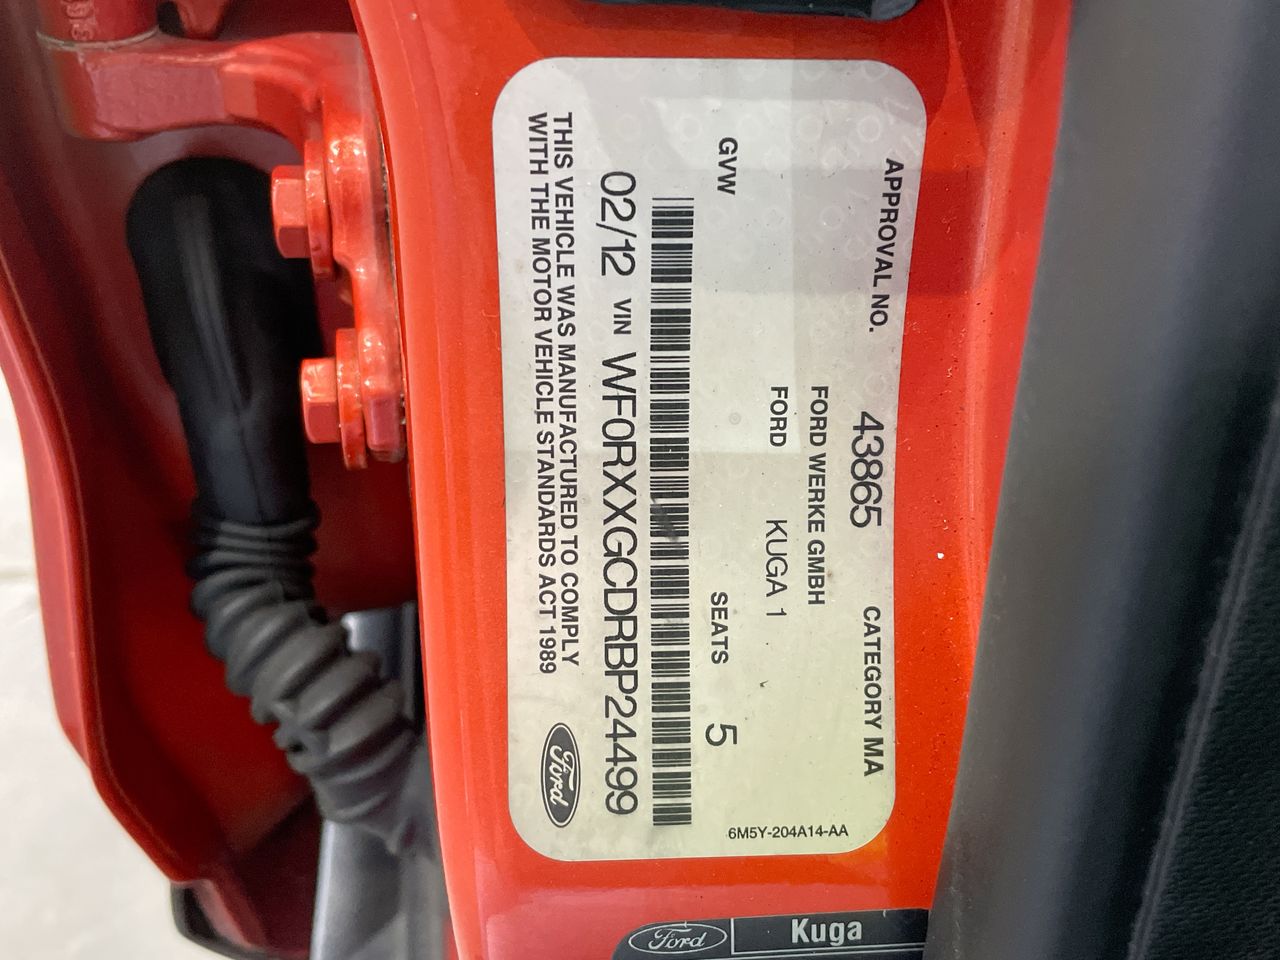 APPROVAL NO. 43865 CATEGORY MA
FORD WERKE GMBH
FORD KUGA 1
GVW SEATS 5
02/12 VIN WF0RXXGCDRBP24499
THIS VEHICLE WAS MANUFACTURED TO COMPLY
WITH THE MOTOR VEHICLE STANDARDS ACT 1989
Ford
6M5Y-204A14-AA
Ford Kuga